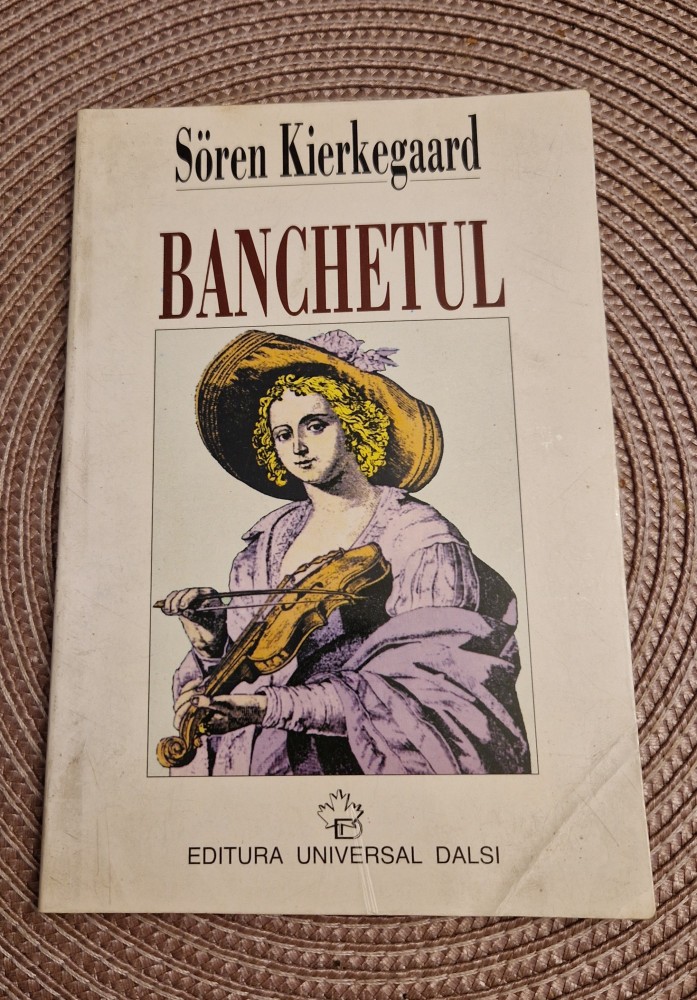 Sören Kierkegaard
BANCHETUL
EDITURA UNIVERSAL DALSI